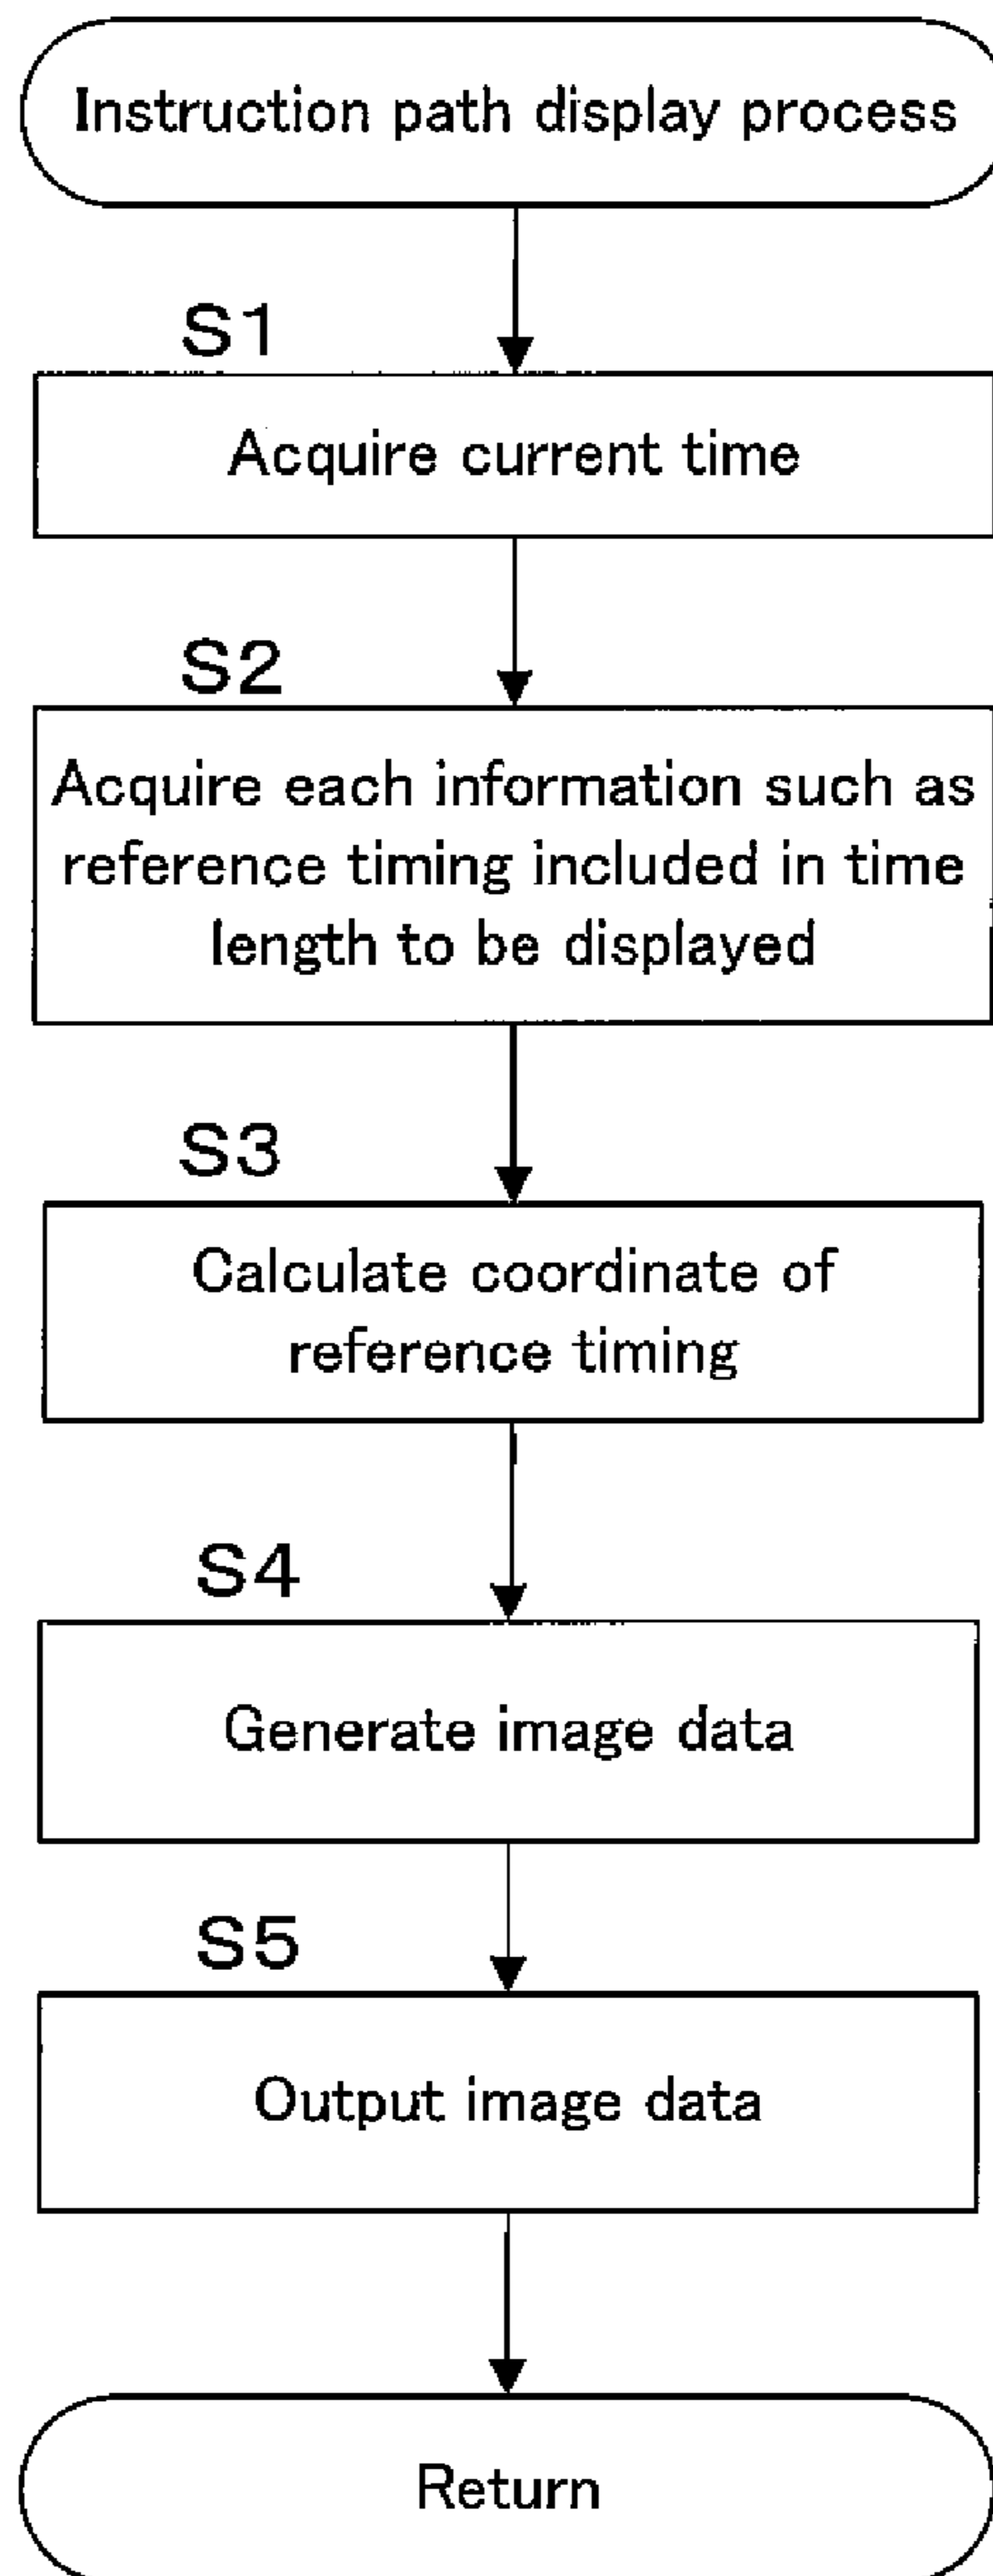 Instruction path display process
S1
Acquire current time
S2
Acquire each information such as
reference timing included in time
length to be displayed
S3
Calculate coordinate of
reference timing
S4
Generate image data
S5
Output image data
Return